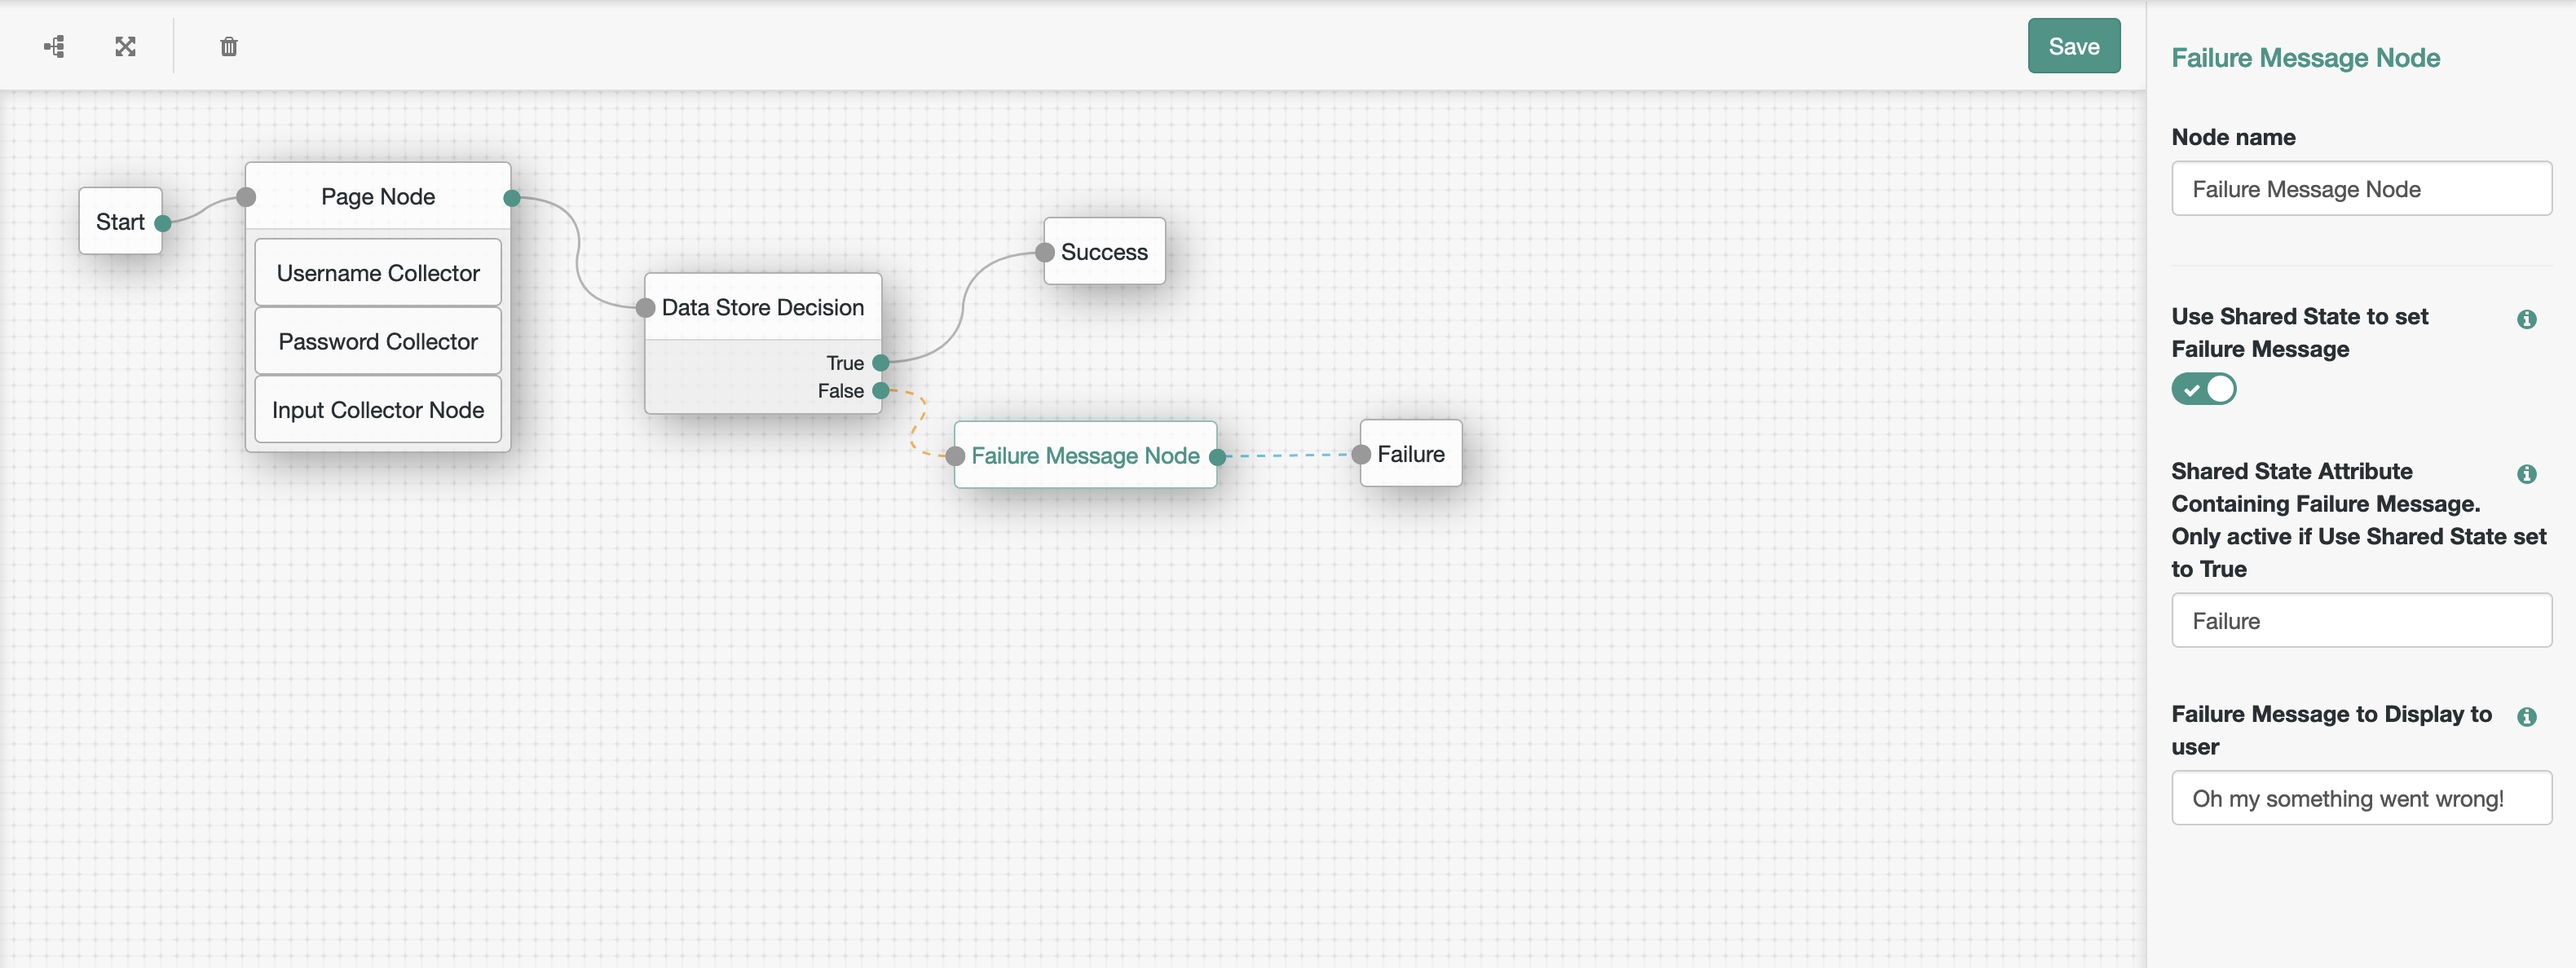 Save
Start
Page Node
Username Collector
Password Collector
Input Collector Node
Data Store Decision
True
False
Success
Failure Message Node
Failure
Failure Message Node
Node name
Failure Message Node
Use Shared State to set
Failure Message
Shared State Attribute
Containing Failure Message.
Only active if Use Shared State set
to True
Failure
Failure Message to Display to
user
Oh my something went wrong!